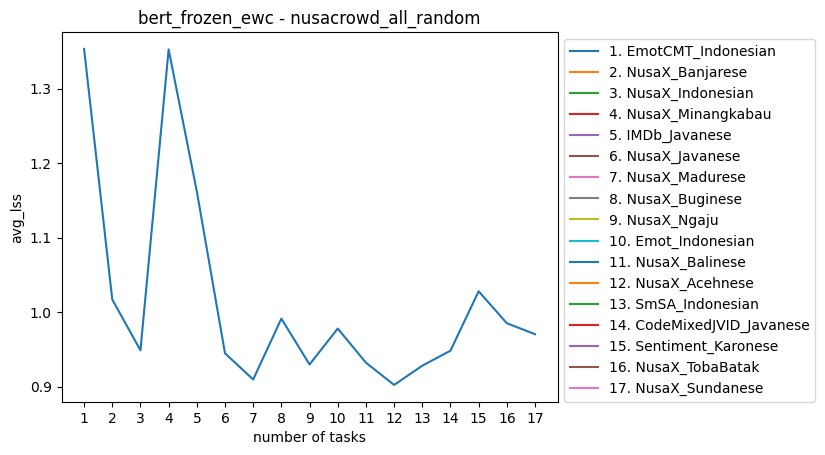 bert_frozen_ewc - nusacrowd_all_random
1.3
1.2
1.1
1.0
0.9
avg_lss
1 2 3 4 5 6 7 8 9 10 11 12 13 14 15 16 17
number of tasks
1. EmotCMT_Indonesian
2. NusaX_Banjarese
3. NusaX_Indonesian
4. NusaX_Minangkabau
5. IMDb_Javanese
6. NusaX_Javanese
7. NusaX_Madurese
8. NusaX_Buginese
9. NusaX_Ngaju
10. Emot_Indonesian
11. NusaX_Balinese
12. NusaX_Acehnese
13. SmSA_Indonesian
14. CodeMixedJVID_Javanese
15. Sentiment_Karonese
16. NusaX_TobaBatak
17. NusaX_Sundanese